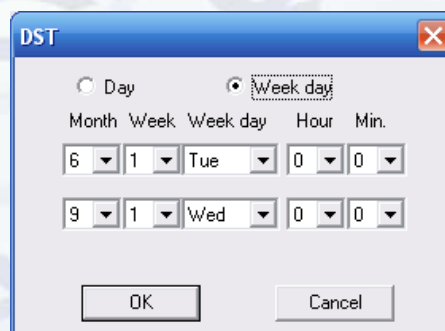 DST
Day Week day
Month Week Week day Hour Min.
6 1 Tue 0 0
9 1 Wed 0 0
OK Cancel